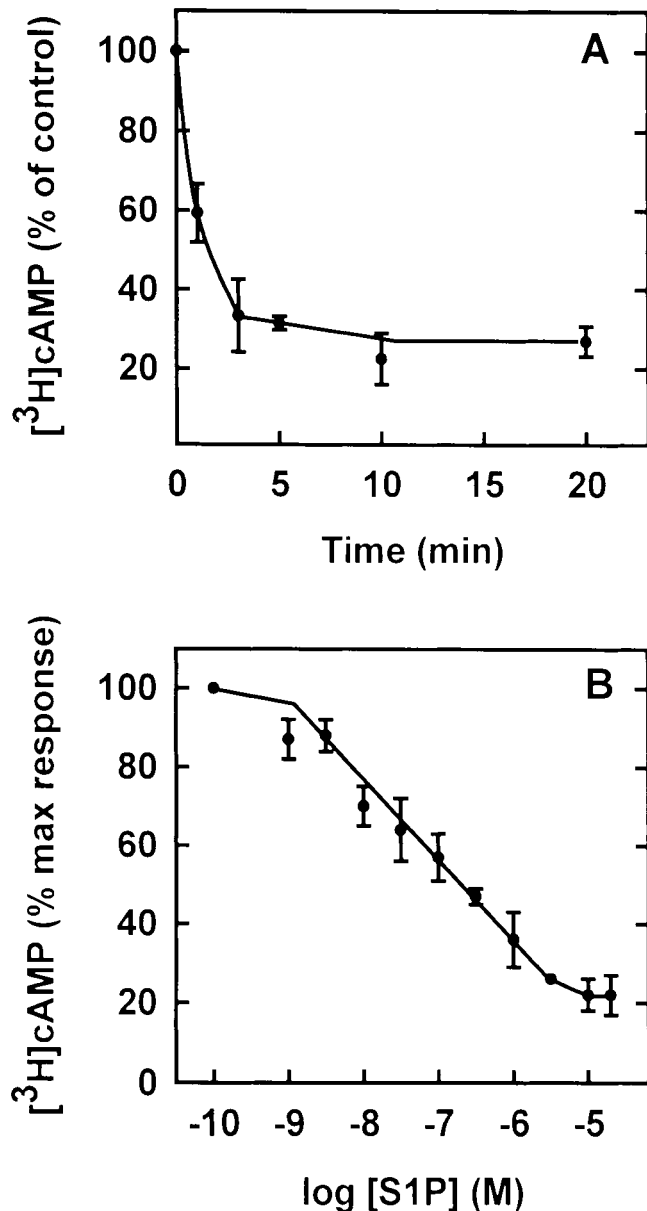 A
[³H]cAMP (% of control)
100
80
60
40
20
0 5 10 15 20
Time (min)
B
[³H]cAMP (% max response)
100
80
60
40
20
0
-10 -9 -8 -7 -6 -5
log [S1P] (M)